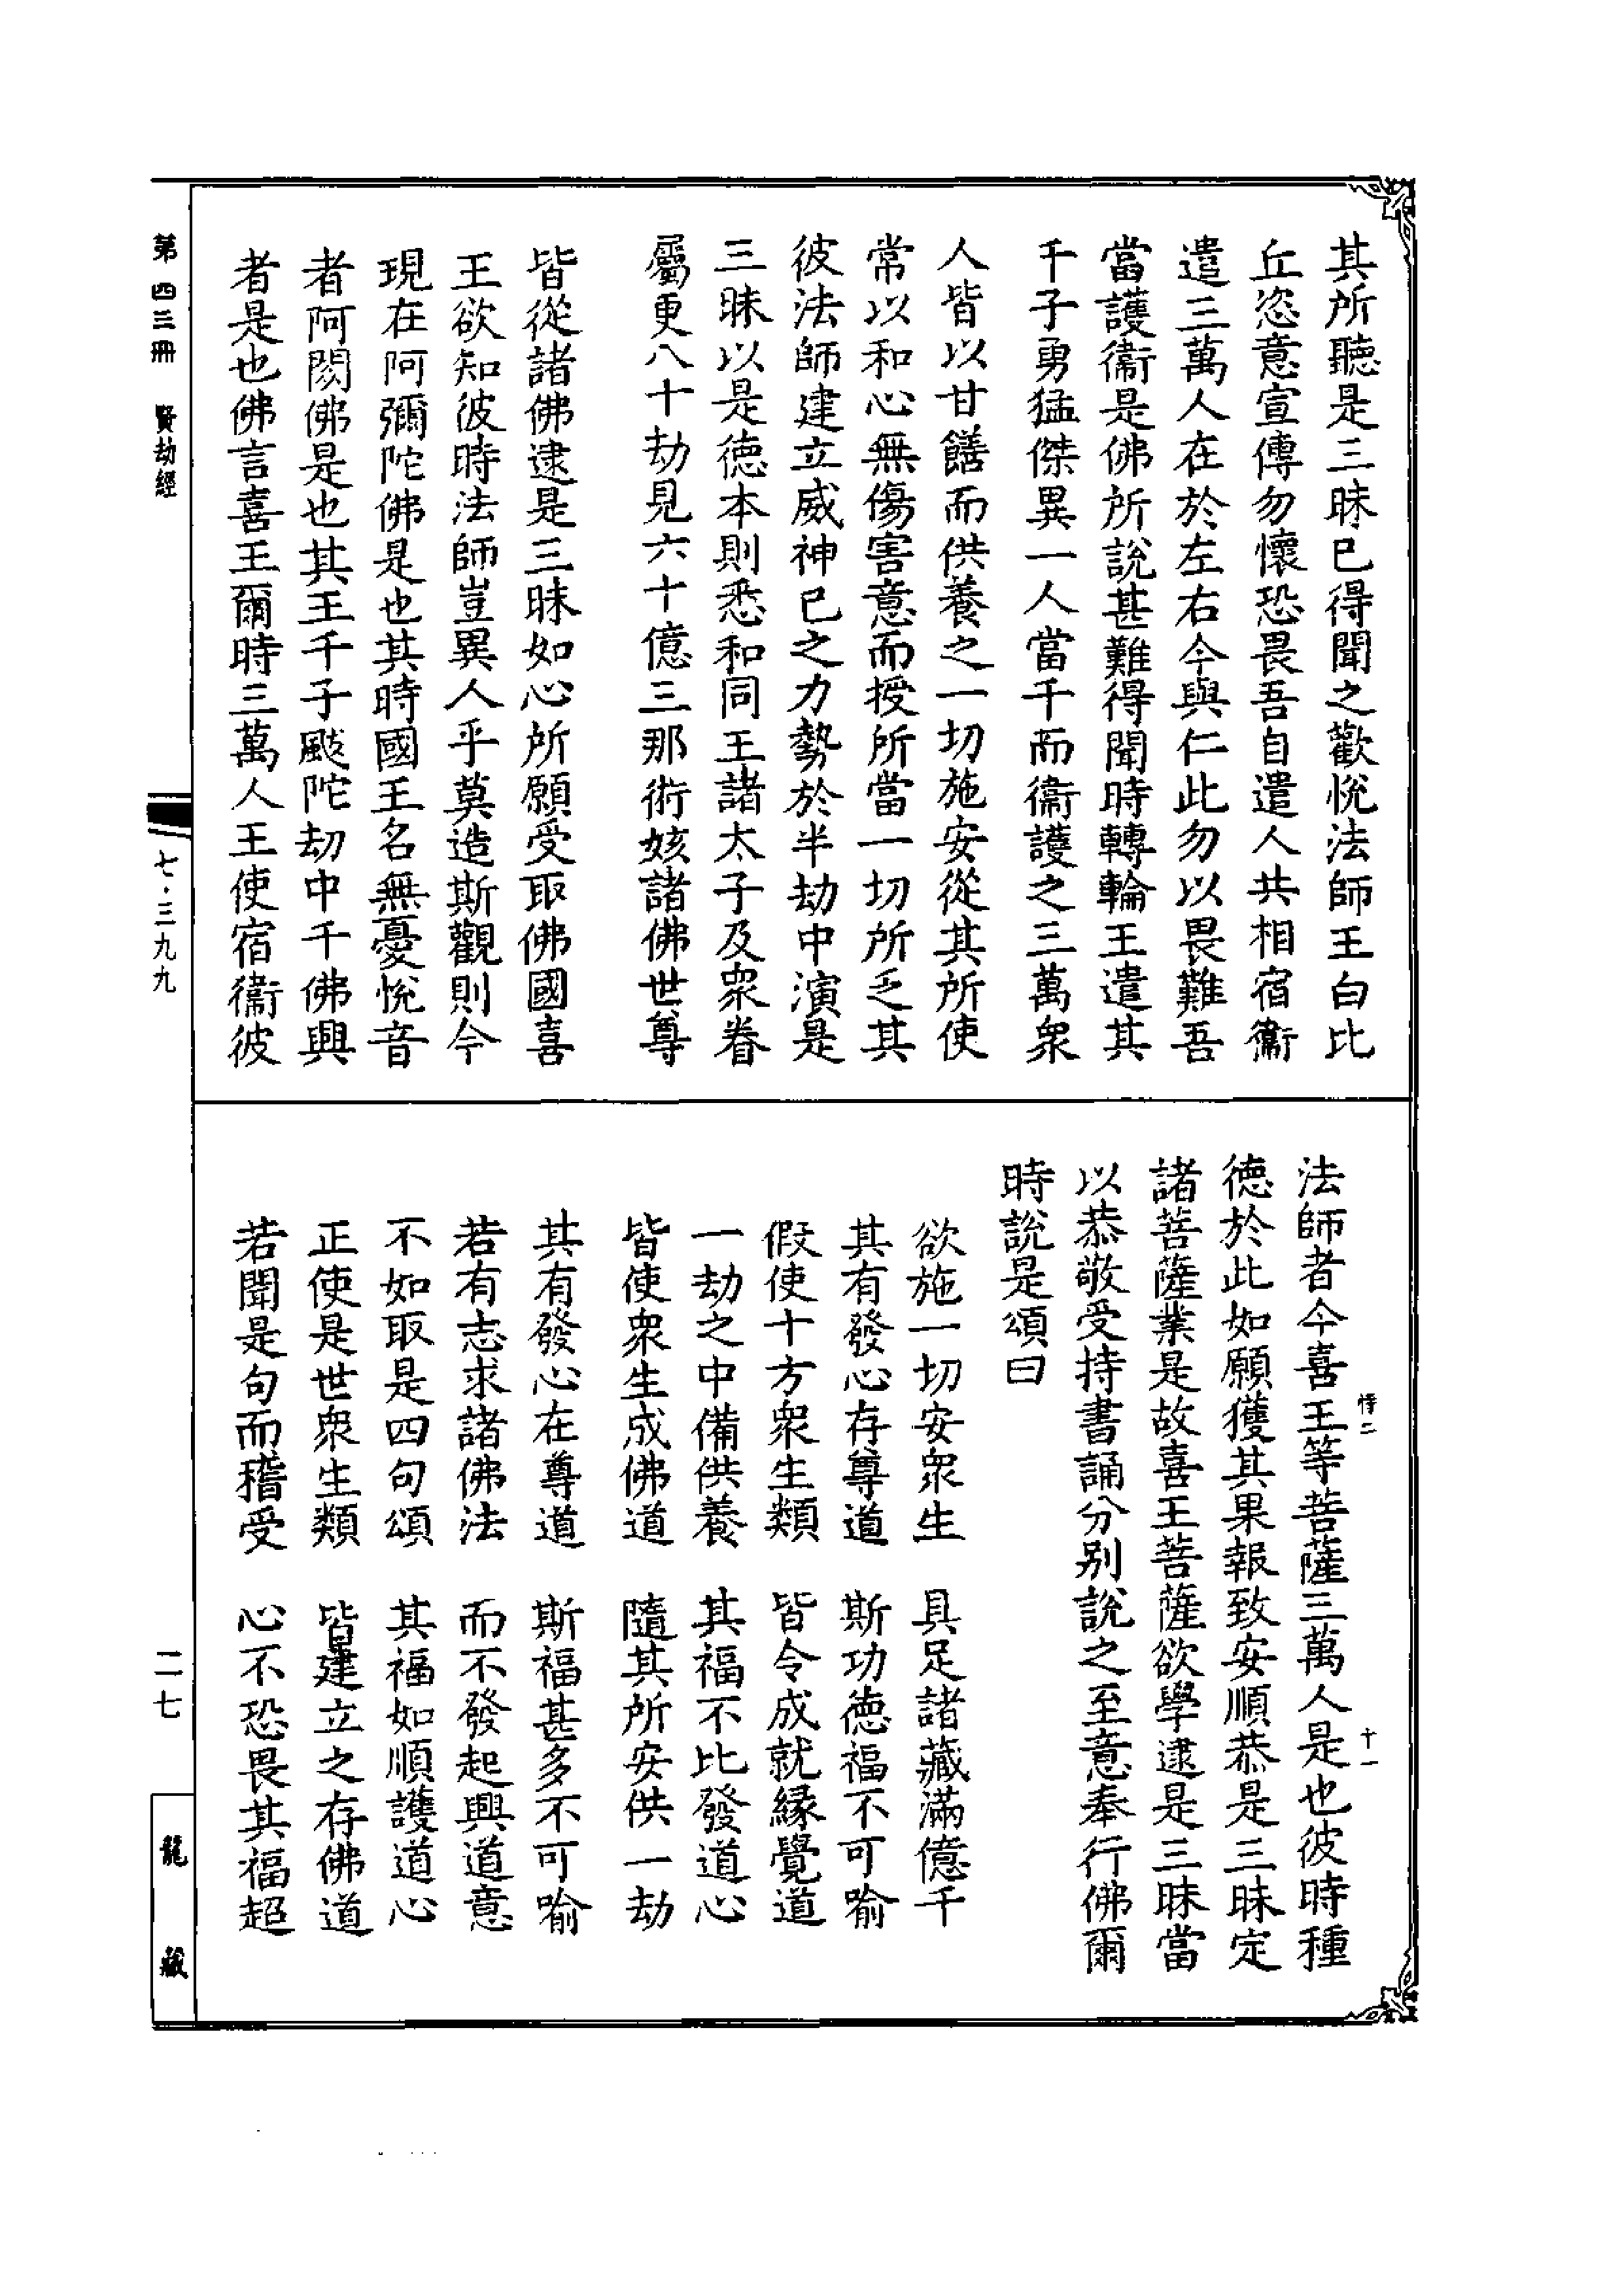 其所聽是三昧已得聞之歡悅法師王白比
丘恣意宣傳勿懷恐畏吾自遣人共相宿衞
遣三萬人在於左右今與仁此勿以畏難吾
當護衞是佛所說甚難得聞時轉輪王遣其
千子勇猛傑異一人當千而衞護之三萬衆
人皆以甘饍而供養之一切施安從其所使
常以和心無傷害意而授所當一切所乏其
彼法師建立威神已之力勢於半劫中演是
三昧以是德本則悉和同王諸太子及衆眷
屬更八十劫見六十億三那術姟諸佛世尊
皆從諸佛逮是三昧如心所願受取佛國喜
王欲知彼時法師豈異人乎莫造斯觀則今
現在阿彌陀佛是也其時國王名無憂悅音
者阿閦佛是也其王千子颰陀劫中千佛興
者是也佛言喜王爾時三萬人王使宿衞彼
法師者今喜王等菩薩三萬人是也彼時種
德於此如願獲其果報致安順恭是三昧定
諸菩薩業是故喜王菩薩欲學逮是三昧當
以恭敬受持書誦分別說之至意奉行佛爾
時說是頌曰
欲施一切安衆生　具足諸藏滿億千
其有發心存尊道　斯功德福不可喻
假使十方衆生類　皆令成就緣覺道
一劫之中備供養　其福不比發道心
皆使衆生成佛道　隨其所安供一劫
其有發心在尊道　斯福甚多不可喻
若有志求諸佛法　而不發起興道意
不如取是四句頌　其福如順護道心
正使是世衆生類　皆建立之存佛道
若聞是句而稽受　心不恐畏其福超
十一
第四三冊　賢劫經
七·三九九
二七
龍藏